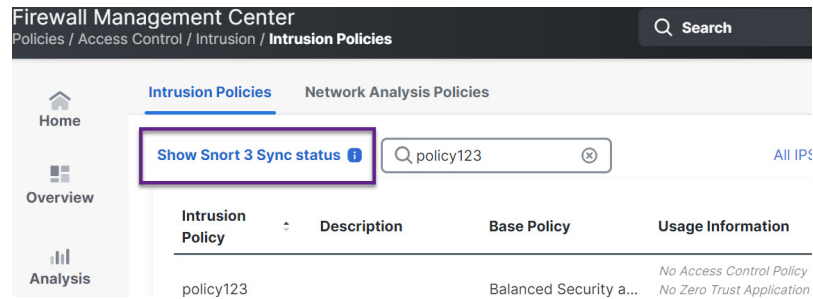 Firewall Management Center
Policies / Access Control / Intrusion / Intrusion Policies
Search
Home
Overview
Analysis
Intrusion Policies
Network Analysis Policies
Show Snort 3 Sync status
policy123
All IPS
Intrusion Policy
Description
Base Policy
Usage Information
policy123
Balanced Security a...
No Access Control Policy
No Zero Trust Application